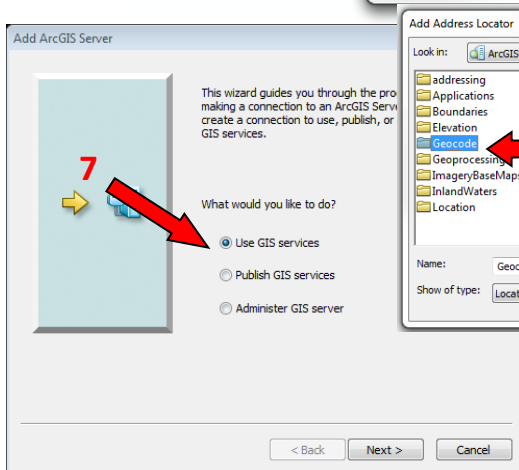 Add ArcGIS Server
This wizard guides you through the pro
making a connection to an ArcGIS Serve
create a connection to use, publish, or
GIS services.
7
What would you like to do?
Use GIS services
Publish GIS services
Administer GIS server
< Back
Next >
Cancel
Add Address Locator
Look in:
ArcGIS
addressing
Applications
Boundaries
Elevation
Geocode
Geoprocessing
ImageryBaseMaps
InlandWaters
Location
Name:
Geoc
Show of type:
Locat